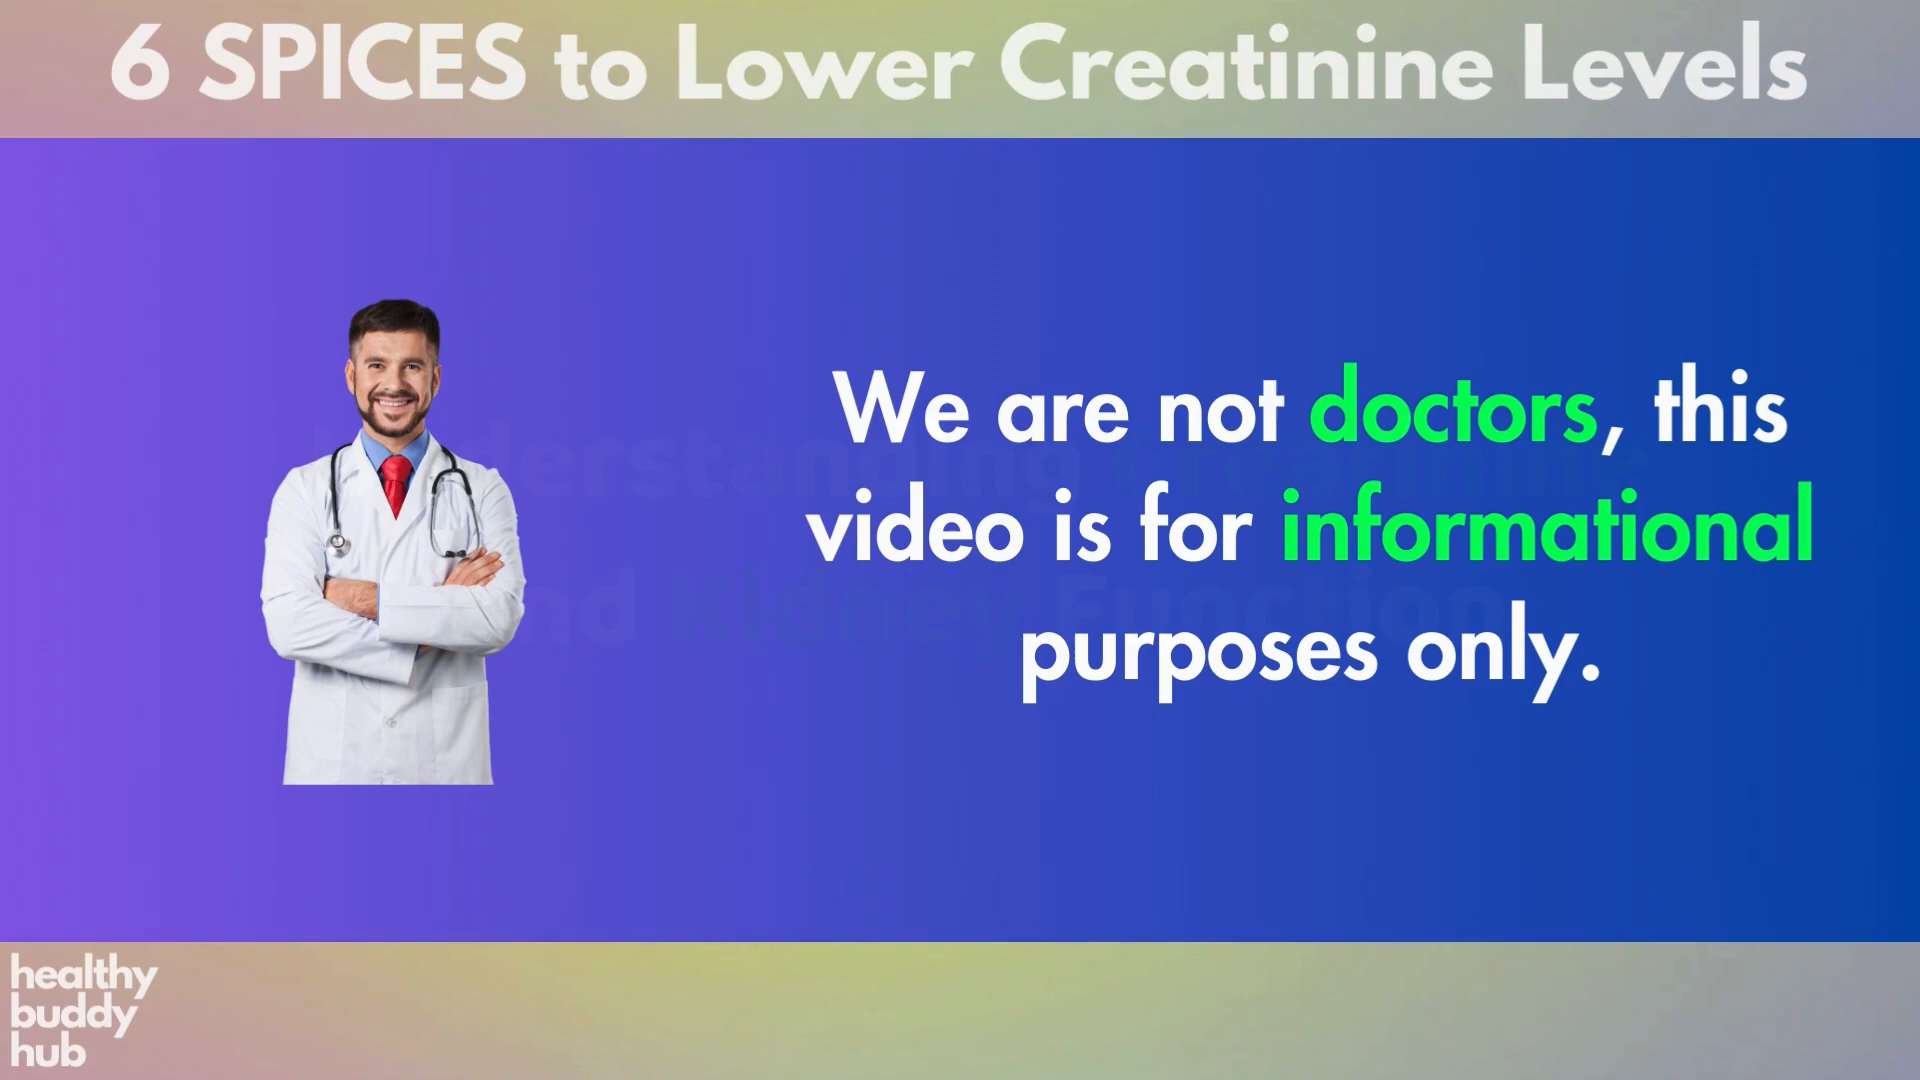 6 SPICES to Lower Creatinine Levels
We are not doctors, this
video is for informational
purposes only.
healthy
buddy
hub